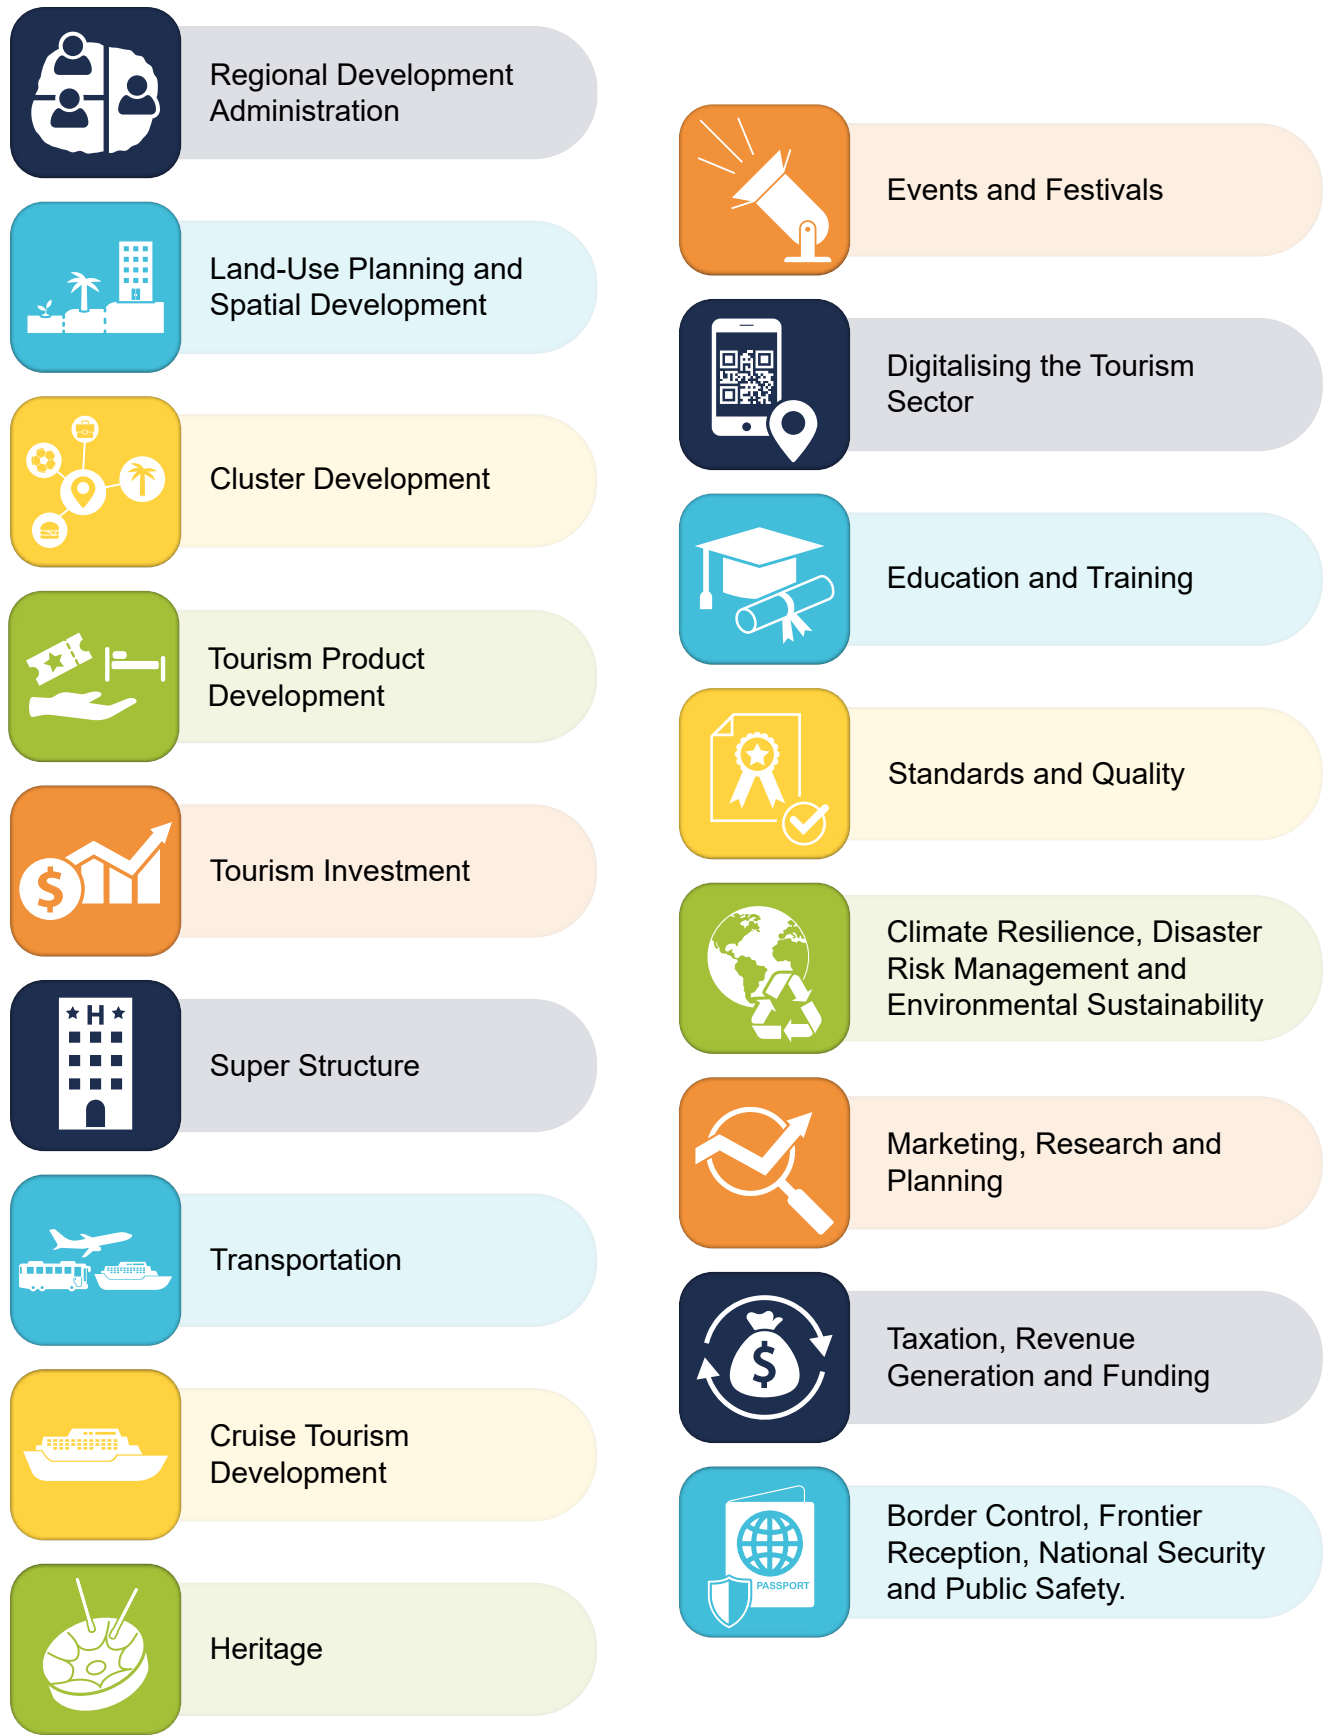 Regional Development
Administration
Land-Use Planning and
Spatial Development
Cluster Development
Tourism Product
Development
$
Tourism Investment
H
Super Structure
Transportation
Cruise Tourism
Development
Heritage
Events and Festivals
Digitalising the Tourism
Sector
Education and Training
Standards and Quality
Climate Resilience, Disaster
Risk Management and
Environmental Sustainability
Marketing, Research and
Planning
$
Taxation, Revenue
Generation and Funding
PASSPORT
Border Control, Frontier
Reception, National Security
and Public Safety.